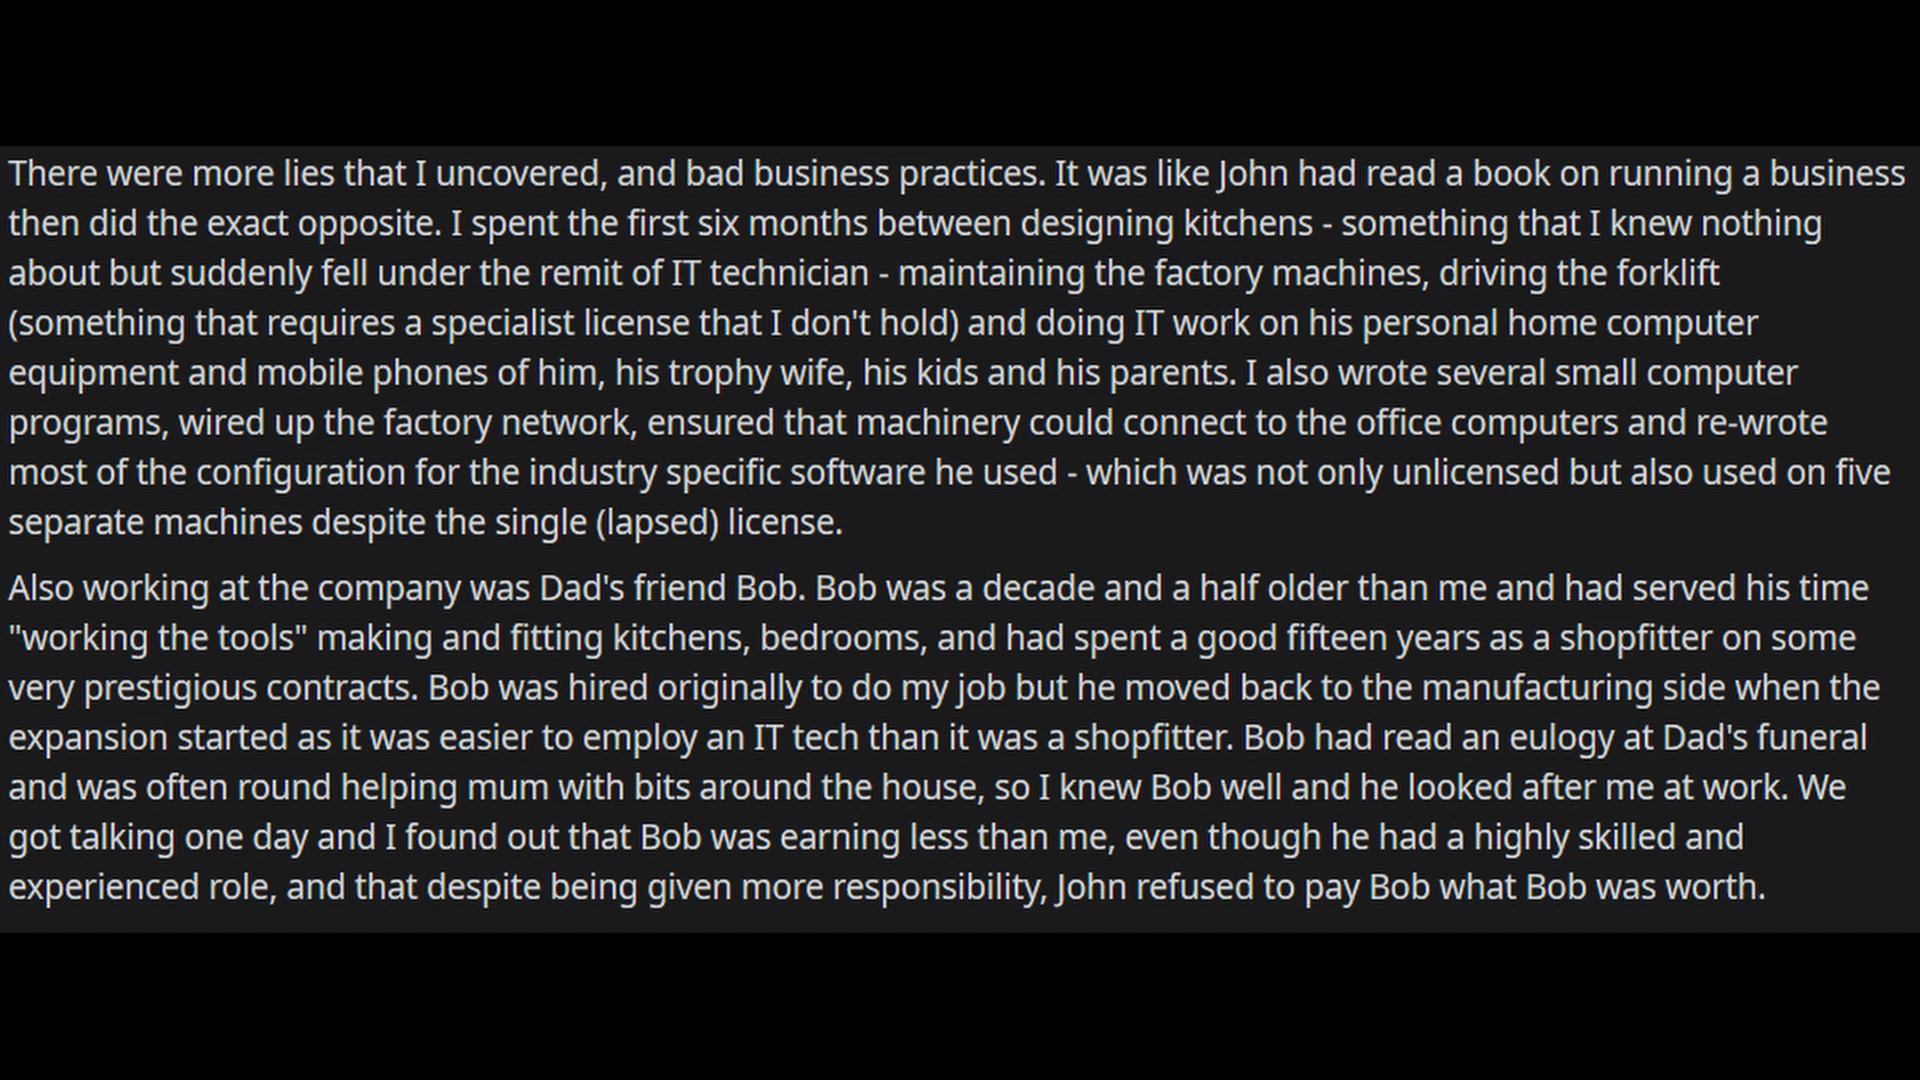 There were more lies that I uncovered, and bad business practices. It was like John had read a book on running a business
then did the exact opposite. I spent the first six months between designing kitchens - something that I knew nothing
about but suddenly fell under the remit of IT technician - maintaining the factory machines, driving the forklift
(something that requires a specialist license that I don't hold) and doing IT work on his personal home computer
equipment and mobile phones of him, his trophy wife, his kids and his parents. I also wrote several small computer
programs, wired up the factory network, ensured that machinery could connect to the office computers and re-wrote
most of the configuration for the industry specific software he used - which was not only unlicensed but also used on five
separate machines despite the single (lapsed) license.
Also working at the company was Dad's friend Bob. Bob was a decade and a half older than me and had served his time
"working the tools" making and fitting kitchens, bedrooms, and had spent a good fifteen years as a shopfitter on some
very prestigious contracts. Bob was hired originally to do my job but he moved back to the manufacturing side when the
expansion started as it was easier to employ an IT tech than it was a shopfitter. Bob had read an eulogy at Dad's funeral
and was often round helping mum with bits around the house, so I knew Bob well and he looked after me at work. We
got talking one day and I found out that Bob was earning less than me, even though he had a highly skilled and
experienced role, and that despite being given more responsibility, John refused to pay Bob what Bob was worth.